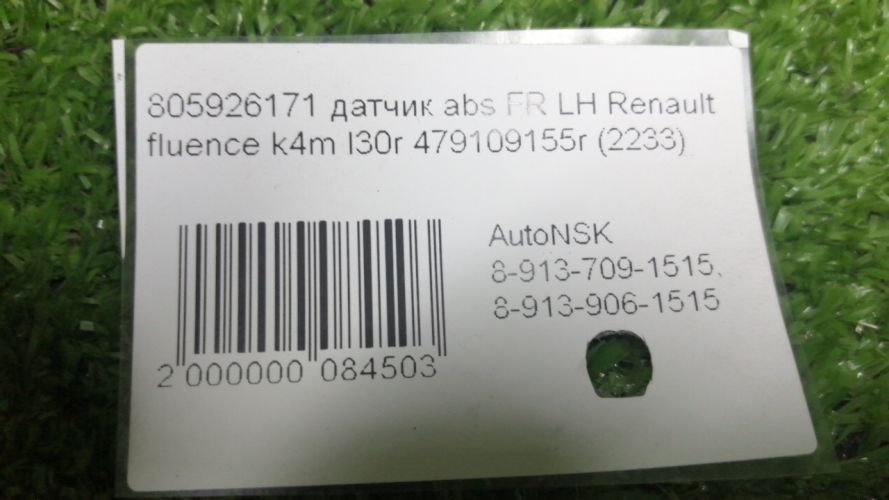 805926171 датчик abs FR LH Renault
fluence k4m l30r 479109155r (2233)
AutoNSK
8-913-709-1515,
8-913-906-1515
2 000000 084503